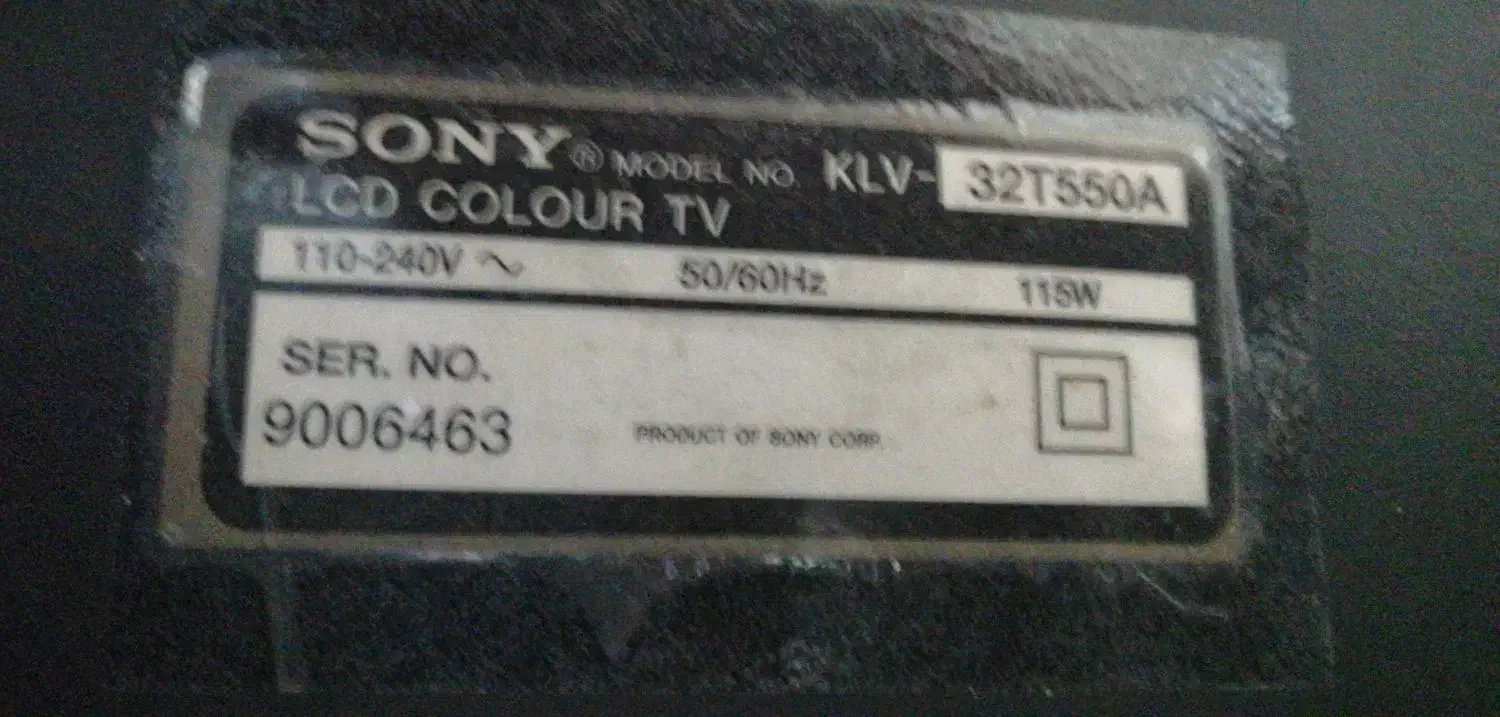 SONY® MODEL NO. KLV-32T550A
LCD COLOUR TV
110-240V ~ 50/60Hz 115W
SER. NO.
9006463
PRODUCT OF SONY CORP.